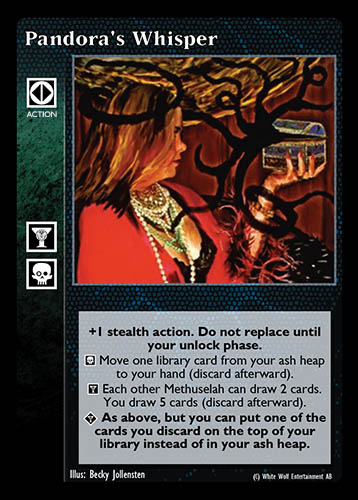 Pandora's Whisper
ACTION
+1 stealth action. Do not replace until
your unlock phase.
Move one library card from your ash heap
to your hand (discard afterward).
Each other Methuselah can draw 2 cards.
You draw 5 cards (discard afterward).
As above, but you can put one of the
cards you discard on the top of your
library instead of in your ash heap.
Illus: Becky Jollensten
(C) White Wolf Entertainment AB